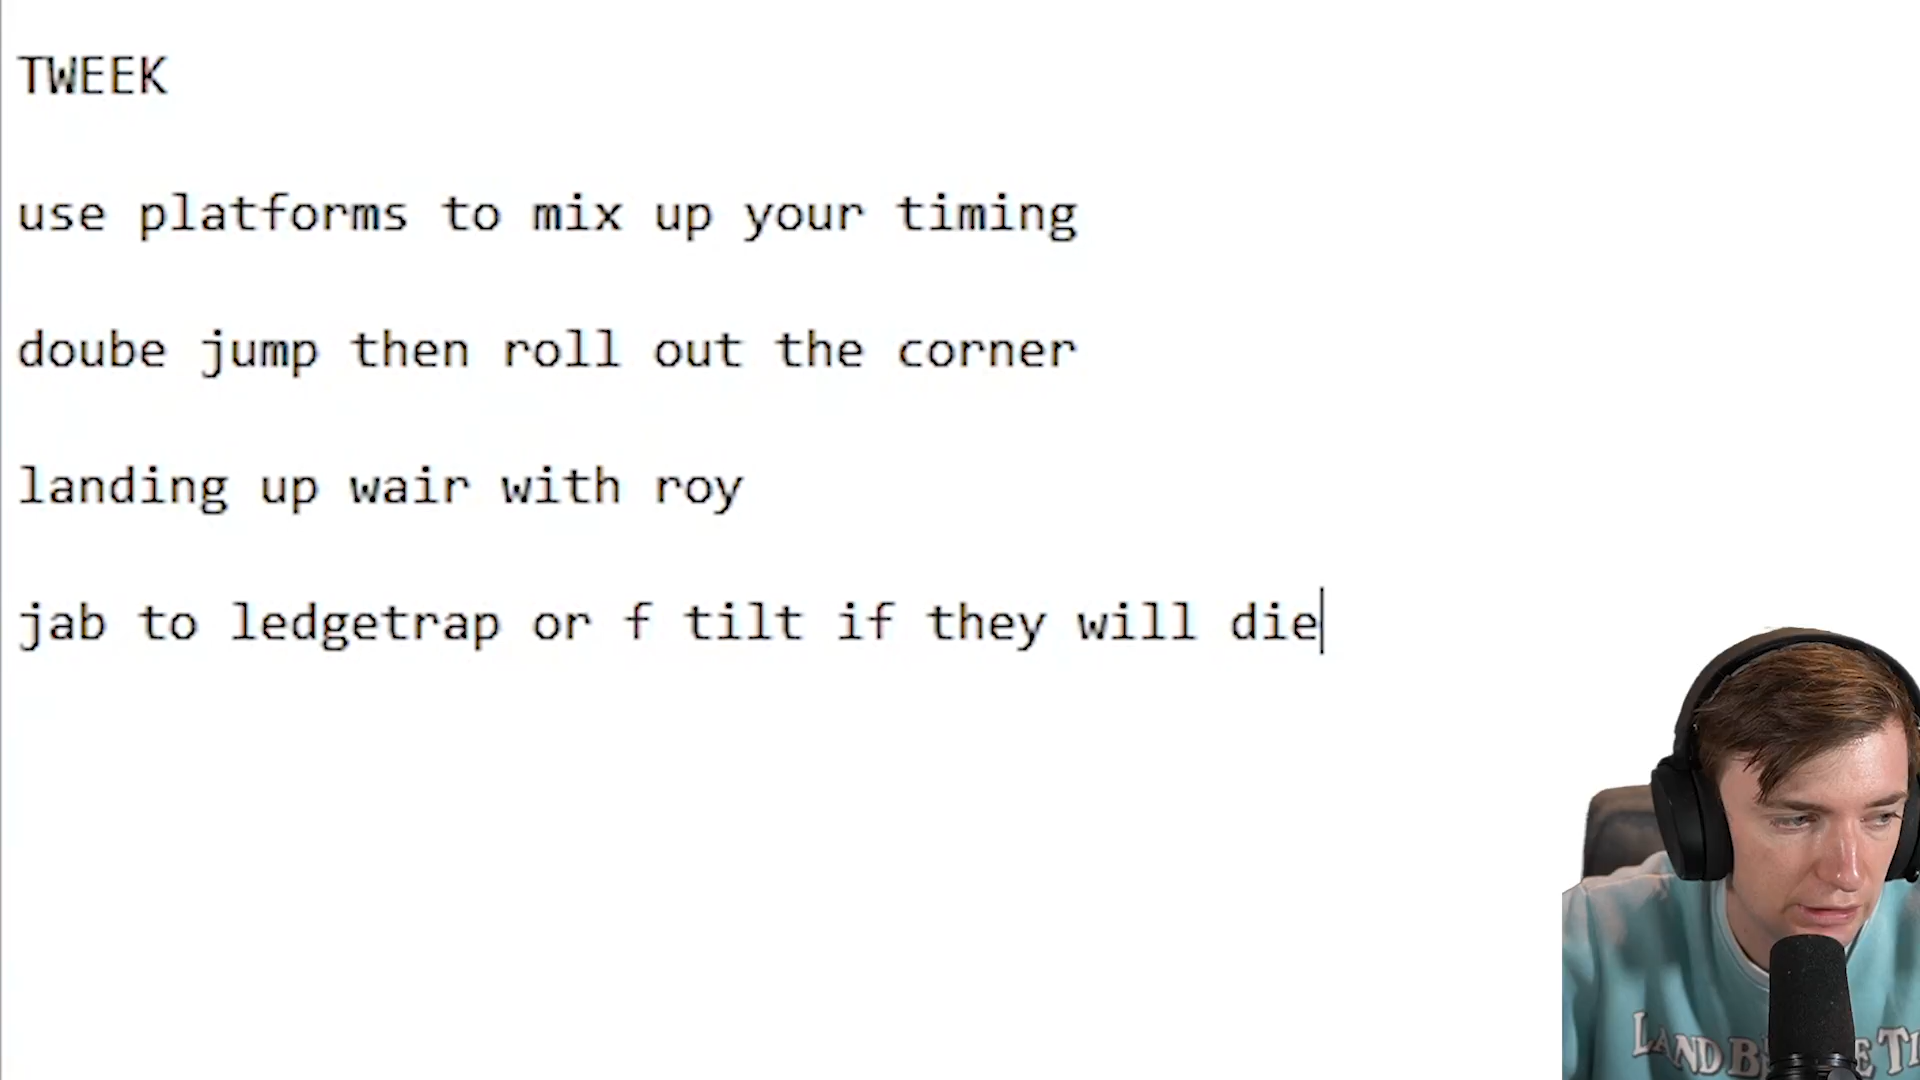 TWEEK
use platforms to mix up your timing
doube jump then roll out the corner
landing up wair with roy
jab to ledgetrap or f tilt if they will die
LAND B